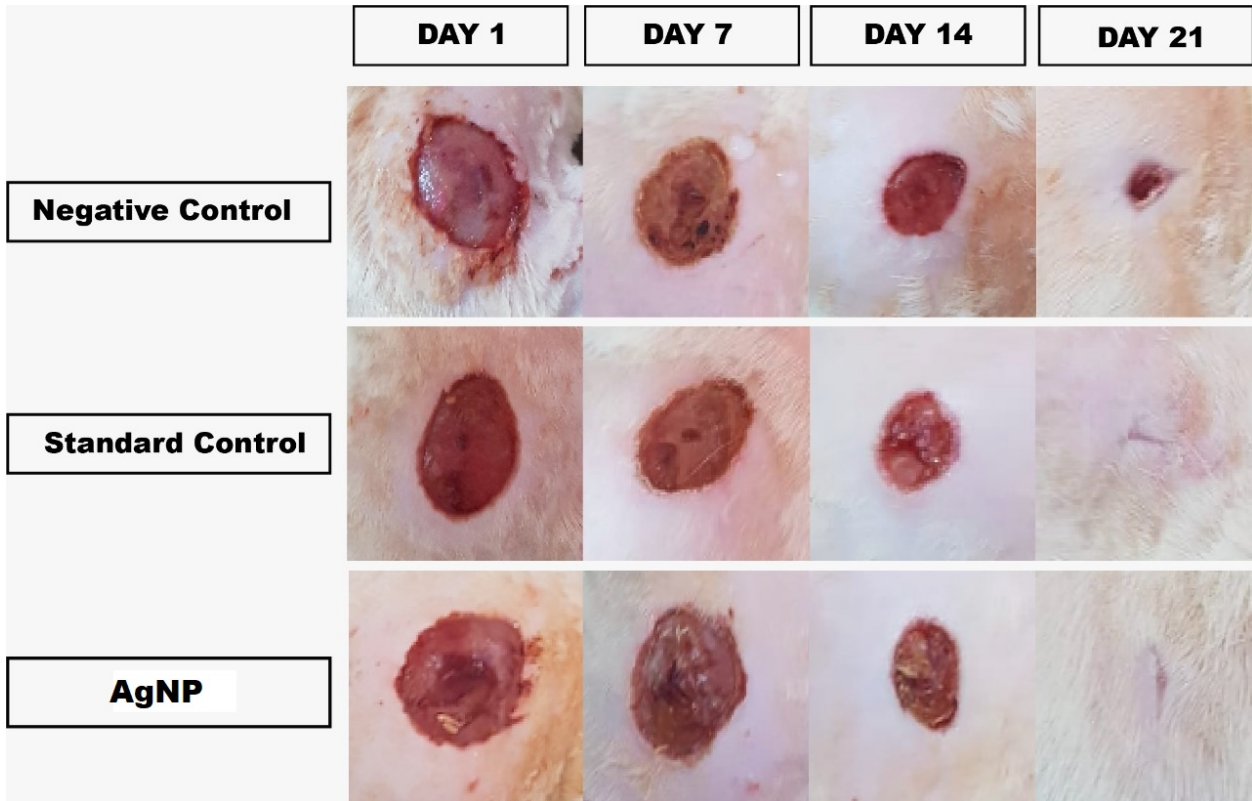 DAY 1
DAY 7
DAY 14
DAY 21
Negative Control
Standard Control
AgNP